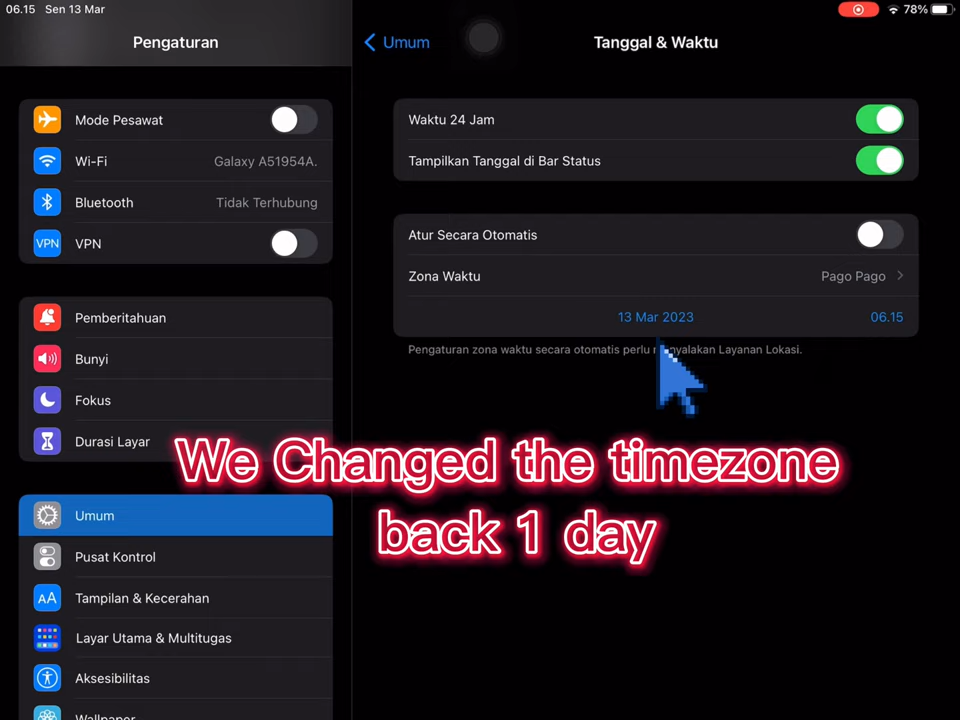 06.15 Sen 13 Mar
78%
Pengaturan
Umum
Tanggal & Waktu
Mode Pesawat
Wi-Fi Galaxy A51954A.
Bluetooth Tidak Terhubung
VPN VPN
Pemberitahuan
Bunyi
Fokus
Durasi Layar
Umum
Pusat Kontrol
AA Tampilan & Kecerahan
Layar Utama & Multitugas
Aksesibilitas
Wallpaper
Waktu 24 Jam
Tampilkan Tanggal di Bar Status
Atur Secara Otomatis
Zona Waktu Pago Pago
13 Mar 2023 06.15
Pengaturan zona waktu secara otomatis perlu menyalakan Layanan Lokasi.
We Changed the timezone
back 1 day